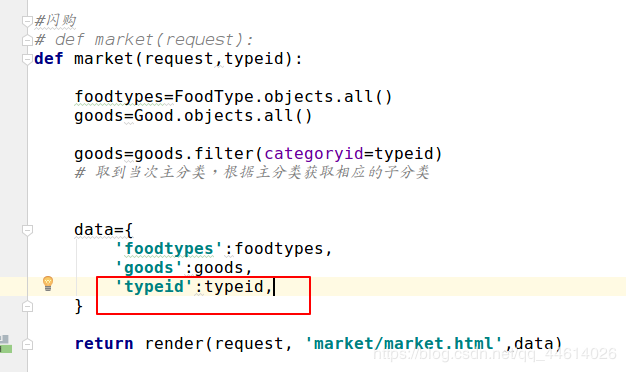 #闪购
# def market(request):
def market(request,typeid):
foodtypes=FoodType.objects.all()
goods=Good.objects.all()
goods=goods.filter(categoryid=typeid)
# 取到当次主分类，根据主分类获取相应的子分类
data={
'foodtypes':foodtypes,
'goods':goods,
'typeid':typeid,
}
return render(request, 'market/market.html',data)
https://blog.csdn.net/qq_44614026